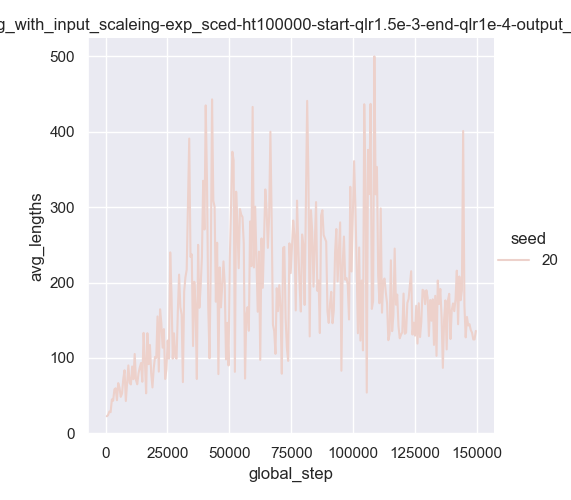 g_with_input_scaleing-exp_sced-ht100000-start-qlr1.5e-3-end-qlr1e-4-output_
500
400
300
200
100
0
avg_lengths
0 25000 50000 75000 100000 125000 150000
global_step
seed
20